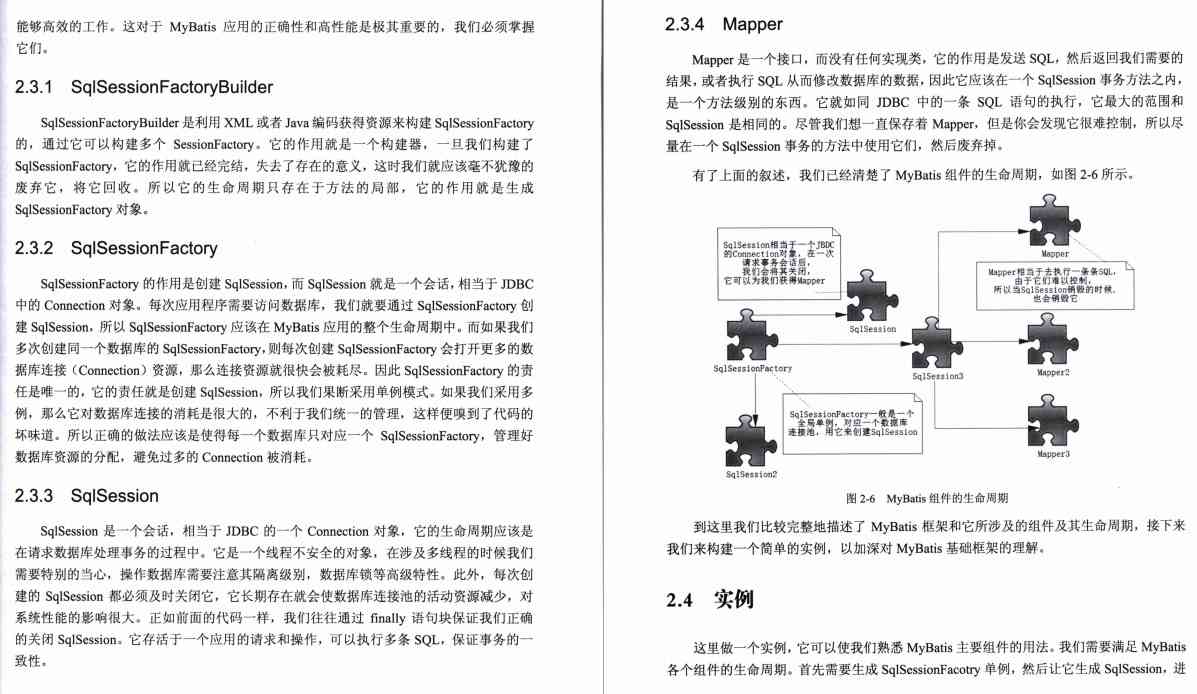 能够高效的工作。这对于 MyBatis 应用的正确性和高性能是极其重要的，我们必须掌握
它们。
2.3.1 SqlSessionFactoryBuilder
SqlSessionFactoryBuilder 是利用 XML 或者 Java 编码获得资源来构建 SqlSessionFactory
的，通过它可以构建多个 SessionFactory。它的作用就是一个构建器，一旦我们构建了
SqlSessionFactory，它的作用就已经完结，失去了存在的意义，这时我们就应该毫不犹豫的
废弃它，将它回收。所以它的生命周期只存在于方法的局部，它的作用就是生成
SqlSessionFactory 对象。
2.3.2 SqlSessionFactory
SqlSessionFactory 的作用是创建 SqlSession，而 SqlSession 就是一个会话，相当于 JDBC
中的 Connection 对象。每次应用程序需要访问数据库，我们就要通过 SqlSessionFactory 创
建 SqlSession，所以 SqlSessionFactory 应该在 MyBatis 应用的整个生命周期中。而如果我们
多次创建同一个数据库的 SqlSessionFactory，则每次创建 SqlSessionFactory 会打开更多的数
据库连接（Connection）资源，那么连接资源就很快会被耗尽。因此 SqlSessionFactory 的责
任是唯一的，它的责任就是创建 SqlSession，所以我们果断采用单例模式。如果我们采用多
例，那么它对数据库连接的消耗是很大的，不利于我们统一的管理，这样便嗅到了代码的
坏味道。所以正确的做法应该是使得每一个数据库只对应一个 SqlSessionFactory，管理好
数据库资源的分配，避免过多的 Connection 被消耗。
2.3.3 SqlSession
SqlSession 是一个会话，相当于 JDBC 的一个 Connection 对象，它的生命周期应该是
在请求数据库处理事务的过程中。它是一个线程不安全的对象，在涉及多线程的时候我们
需要特别的当心，操作数据库需要注意其隔离级别，数据库锁等高级特性。此外，每次创
建的 SqlSession 都必须及时关闭它，它长期存在就会使数据库连接池的活动资源减少，对
系统性能的影响很大。正如前面的代码一样，我们往往通过 finally 语句块保证我们正确
的关闭 SqlSession。它存活于一个应用的请求和操作，可以执行多条 SQL，保证事务的一
致性。
2.3.4 Mapper
Mapper 是一个接口，而没有任何实现类，它的作用是发送 SQL，然后返回我们需要的
结果，或者执行 SQL 从而修改数据库的数据，因此它应该在一个 SqlSession 事务方法之内，
是一个方法级别的东西。它就如同 JDBC 中的一条 SQL 语句的执行，它最大的范围和
SqlSession 是相同的。尽管我们想一直保存着 Mapper，但是你会发现它很难控制，所以尽
量在一个 SqlSession 事务的方法中使用它们，然后废弃掉。
有了上面的叙述，我们已经清楚了 MyBatis 组件的生命周期，如图 2-6 所示。
SqlSession相当于一个JBDC
的Connection对象，在一次
请求事务会话后，
我们会将其关闭，
它可以为我们获得Mapper
Mapper
Mapper相当于去执行一条条SQL，
由于它们难以控制，
所以当SqlSession销毁的时候，
也会销毁它
SqlSession
SqlSessionFactory
SqlSession3
Mapper2
SqlSessionFactory一般是一个
全局单例，对应一个数据库
连接池，用它来创建SqlSession
Mapper3
SqlSession2
图 2-6 MyBatis 组件的生命周期
到这里我们比较完整地描述了 MyBatis 框架和它所涉及的组件及其生命周期，接下来
我们来构建一个简单的实例，以加深对 MyBatis 基础框架的理解。
2.4 实例
这里做一个实例，它可以使我们熟悉 MyBatis 主要组件的用法。我们需要满足 MyBatis
各个组件的生命周期。首先需要生成 SqlSessionFacotry 单例，然后让它生成 SqlSession，进